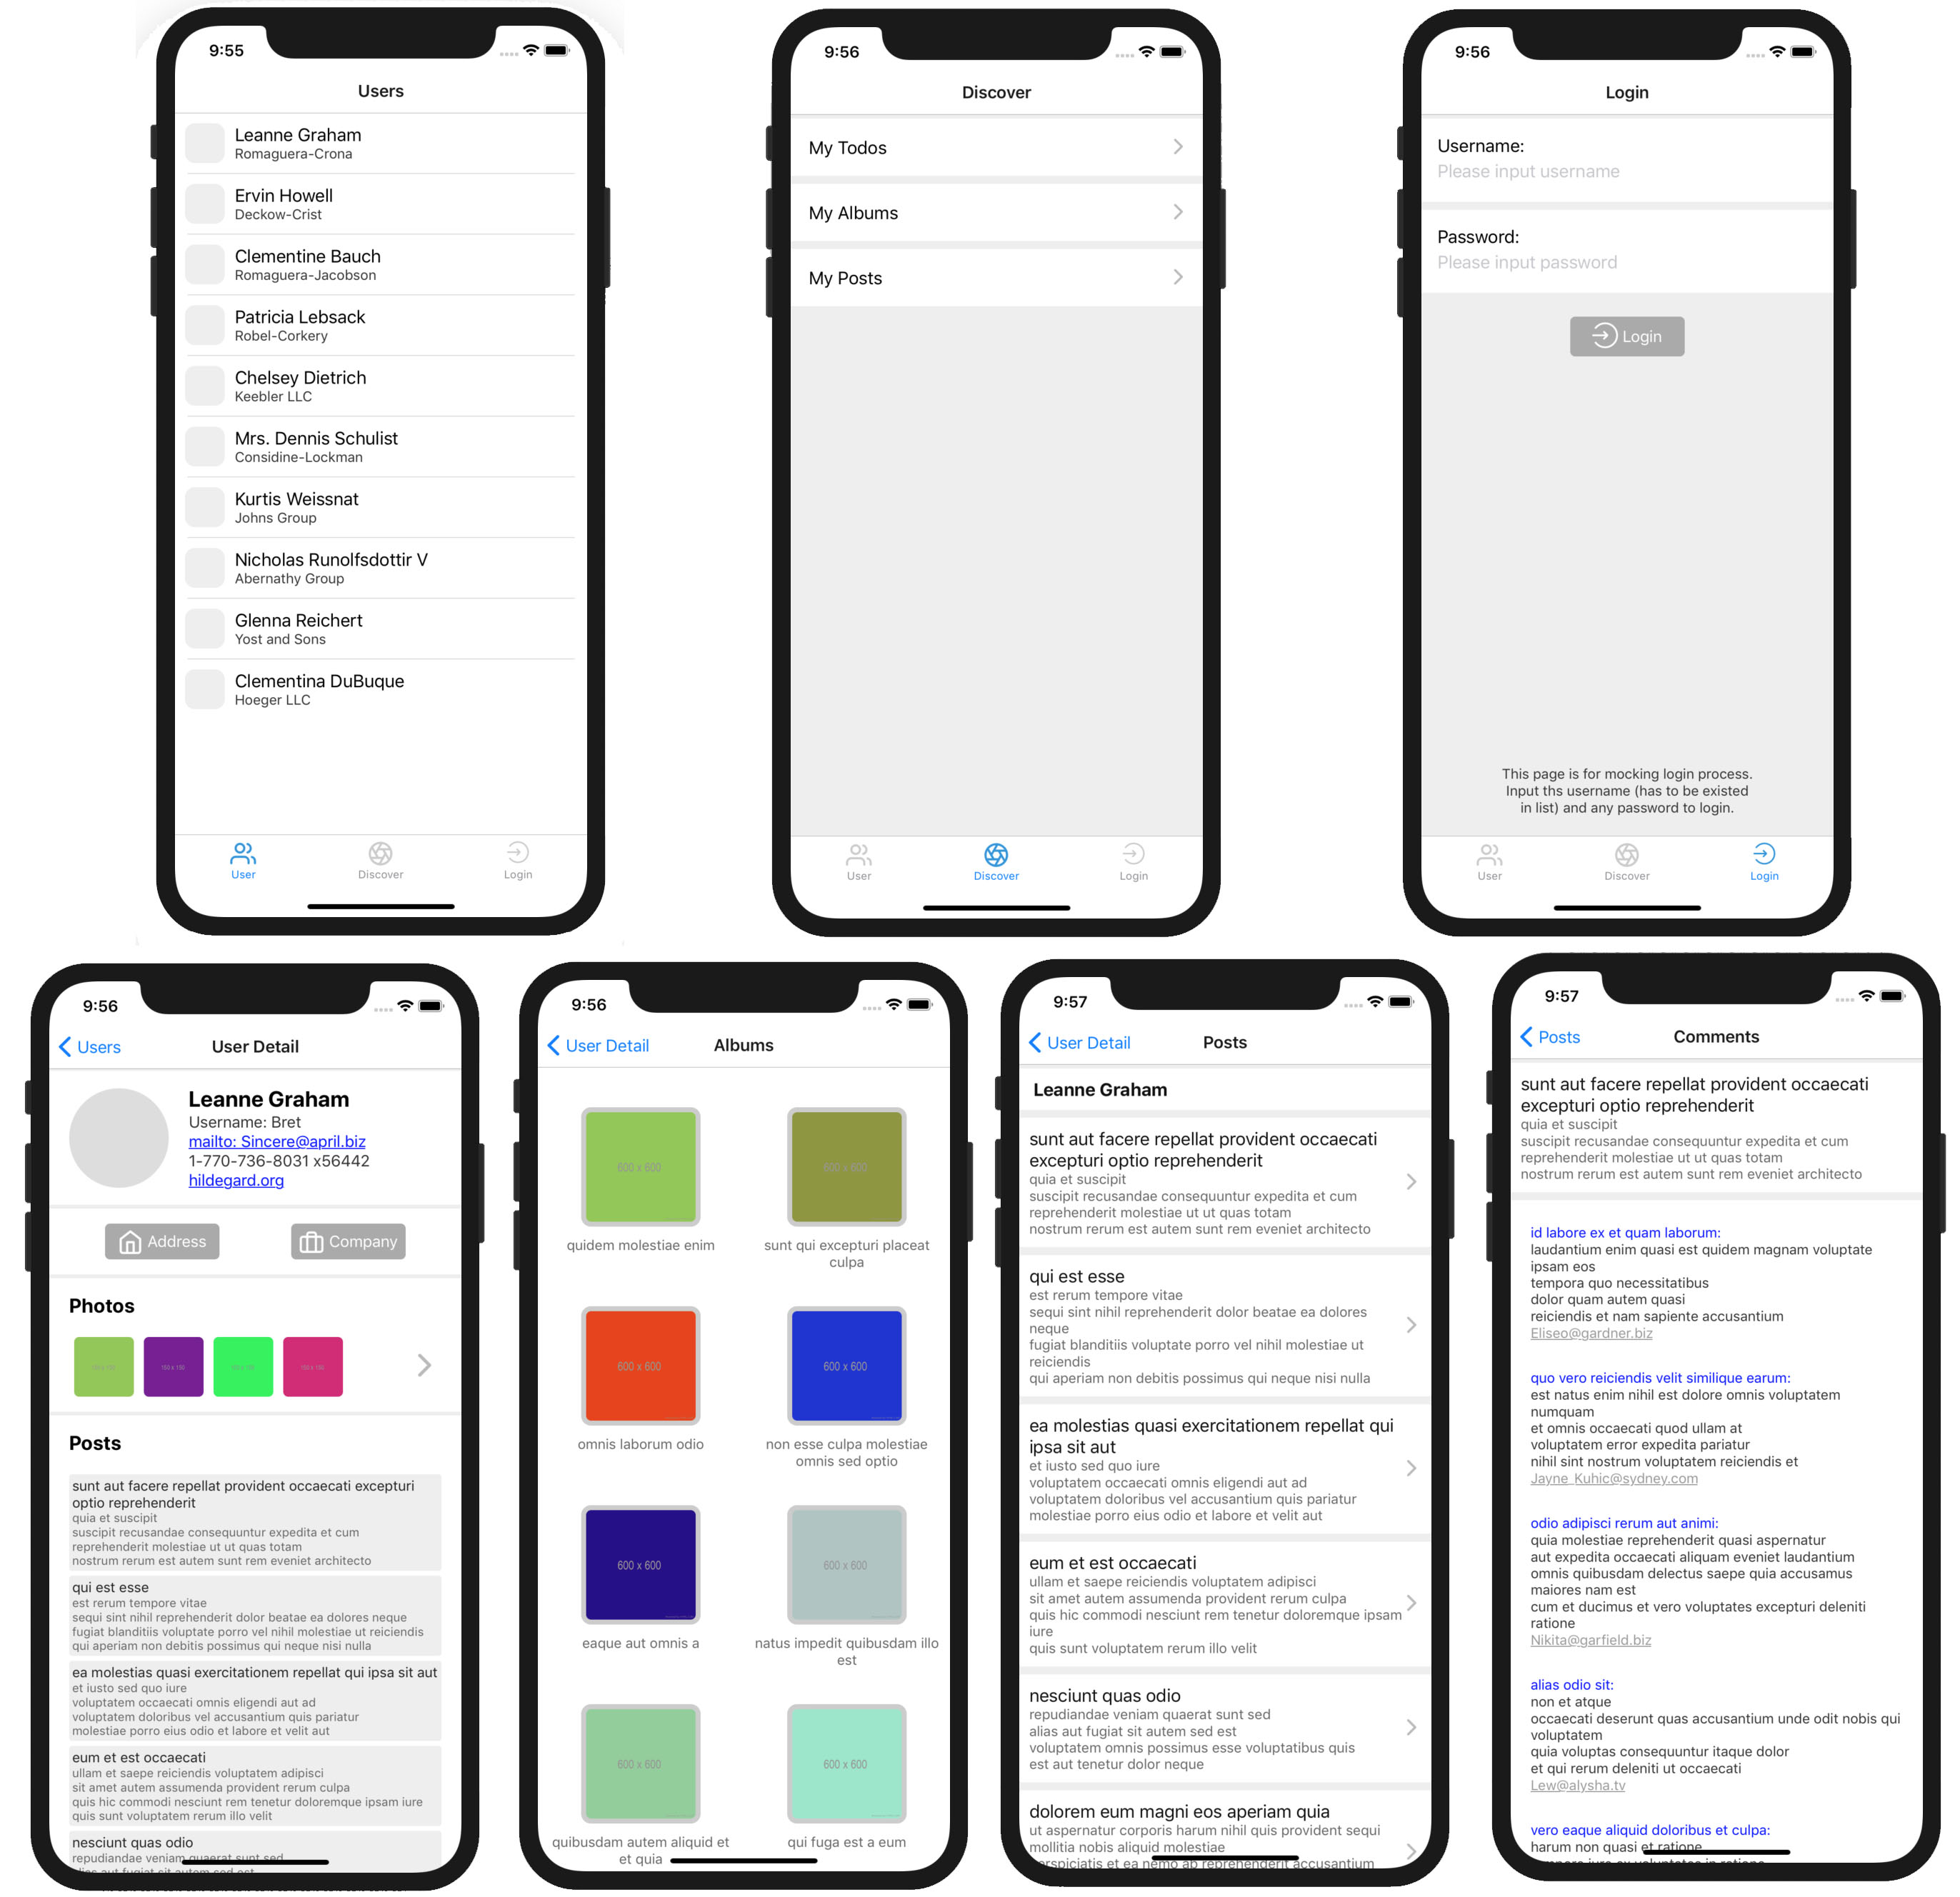 9:55
Users
Leanne Graham
Romaguera-Crona
Ervin Howell
Deckow-Crist
Clementine Bauch
Romaguera-Jacobson
Patricia Lebsack
Robel-Corkery
Chelsey Dietrich
Keebler LLC
Mrs. Dennis Schulist
Considine-Lockman
Kurtis Weissnat
Johns Group
Nicholas Runolfsdottir V
Abernathy Group
Glenna Reichert
Yost and Sons
Clementina DuBuque
Hoeger LLC
User
Discover
Login
9:56
Discover
My Todos
My Albums
My Posts
User
Discover
Login
9:56
Login
Username:
Please input username
Password:
Please input password
Login
This page is for mocking login process.
Input ths username (has to be existed
in list) and any password to login.
User
Discover
Login
9:56
Users
User Detail
Leanne Graham
Username: Bret
mailto: Sincere@april.biz
1-770-736-8031 x56442
hildegard.org
Address
Company
Photos
150 x 150
Posts
sunt aut facere repellat provident occaecati excepturi
optio reprehenderit
quia et suscipit
suscipit recusandae consequuntur expedita et cum
reprehenderit molestiae ut ut quas totam
nostrum rerum est autem sunt rem eveniet architecto
qui est esse
est rerum tempore vitae
sequi sint nihil reprehenderit dolor beatae ea dolores neque
fugiat blanditiis voluptate porro vel nihil molestiae ut reiciendis
qui aperiam non debitis possimus qui neque nisi nulla
ea molestias quasi exercitationem repellat qui ipsa sit aut
et iusto sed quo iure
voluptatem occaecati omnis eligendi aut ad
voluptatem doloribus vel accusantium quis pariatur
molestiae porro eius odio et labore et velit aut
eum et est occaecati
ullam et saepe reiciendis voluptatem adipisci
sit amet autem assumenda provident rerum culpa
quis hic commodi nesciunt rem tenetur doloremque ipsam iure
quis sunt voluptatem rerum illo velit
nesciunt quas odio
repudiandae veniam quaerat sunt sed
alias aut fugiat sit autem sed est
9:56
User Detail
Albums
600 x 600
600 x 600
quidem molestiae enim
sunt qui excepturi placeat
culpa
600 x 600
600 x 600
omnis laborum odio
non esse culpa molestiae
omnis sed optio
600 x 600
600 x 600
eaque aut omnis a
natus impedit quibusdam illo
est
600 x 600
600 x 600
quibusdam autem aliquid et
et quia
qui fuga est a eum
9:57
User Detail
Posts
Leanne Graham
sunt aut facere repellat provident occaecati
excepturi optio reprehenderit
quia et suscipit
suscipit recusandae consequuntur expedita et cum
reprehenderit molestiae ut ut quas totam
nostrum rerum est autem sunt rem eveniet architecto
qui est esse
est rerum tempore vitae
sequi sint nihil reprehenderit dolor beatae ea dolores
neque
fugiat blanditiis voluptate porro vel nihil molestiae ut
reiciendis
qui aperiam non debitis possimus qui neque nisi nulla
ea molestias quasi exercitationem repellat qui
ipsa sit aut
et iusto sed quo iure
voluptatem occaecati omnis eligendi aut ad
voluptatem doloribus vel accusantium quis pariatur
molestiae porro eius odio et labore et velit aut
eum et est occaecati
ullam et saepe reiciendis voluptatem adipisci
sit amet autem assumenda provident rerum culpa
quis hic commodi nesciunt rem tenetur doloremque ipsam
iure
quis sunt voluptatem rerum illo velit
nesciunt quas odio
repudiandae veniam quaerat sunt sed
alias aut fugiat sit autem sed est
voluptatem omnis possimus esse voluptatibus quis
est aut tenetur dolor neque
dolorem eum magni eos aperiam quia
ut aspernatur corporis harum nihil quis provident sequi
mollitia nobis aliquid molestiae
perspiciatis et ea nemo ab reprehenderit accusantium
9:57
Posts
Comments
sunt aut facere repellat provident occaecati
excepturi optio reprehenderit
quia et suscipit
suscipit recusandae consequuntur expedita et cum
reprehenderit molestiae ut ut quas totam
nostrum rerum est autem sunt rem eveniet architecto
id labore ex et quam laborum:
laudantium enim quasi est quidem magnam voluptate
ipsam eos
tempora quo necessitatibus
dolor quam autem quasi
reiciendis et nam sapiente accusantium
Eliseo@gardner.biz
quo vero reiciendis velit similique earum:
est natus enim nihil est dolore omnis voluptatem
numquam
et omnis occaecati quod ullam at
voluptatem error expedita pariatur
nihil sint nostrum voluptatem reiciendis et
Jayne_Kuhic@sydney.com
odio adipisci rerum aut animi:
quia molestiae reprehenderit quasi aspernatur
aut expedita occaecati aliquam eveniet laudantium
omnis quibusdam delectus saepe quia accusamus
maiores nam est
cum et ducimus et vero voluptates excepturi deleniti
ratione
Nikita@garfield.biz
alias odio sit:
non et atque
occaecati deserunt quas accusantium unde odit nobis qui
voluptatem
quia voluptas consequuntur itaque dolor
et qui rerum deleniti ut occaecati
Lew@alysha.tv
vero eaque aliquid doloribus et culpa:
harum non quasi et ratione